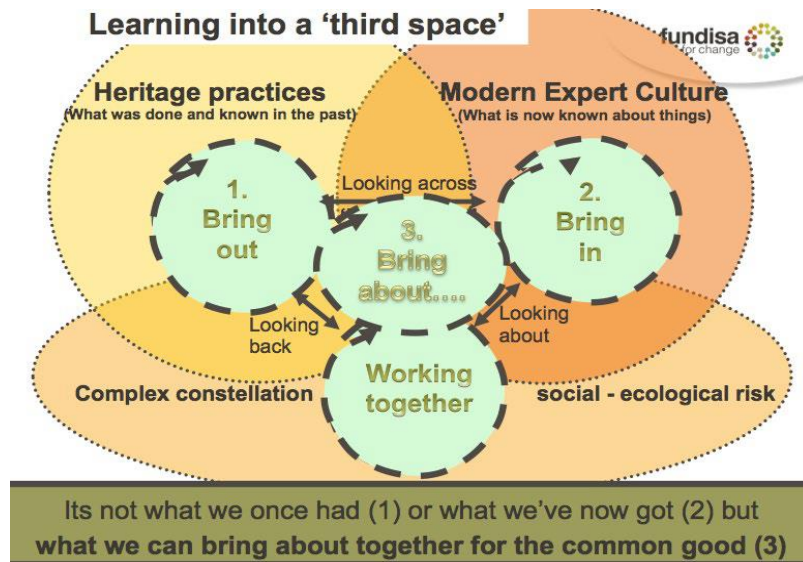 Learning into a ‘third space’
fundisa
for change
Heritage practices
(What was done and known in the past)
Modern Expert Culture
(What is now known about things)
Looking across
1.
Bring
out
2.
Bring
in
3.
Bring
about....
Looking
back
Looking
about
Working
together
Complex constellation
social - ecological risk
Its not what we once had (1) or what we’ve now got (2) but
what we can bring about together for the common good (3)